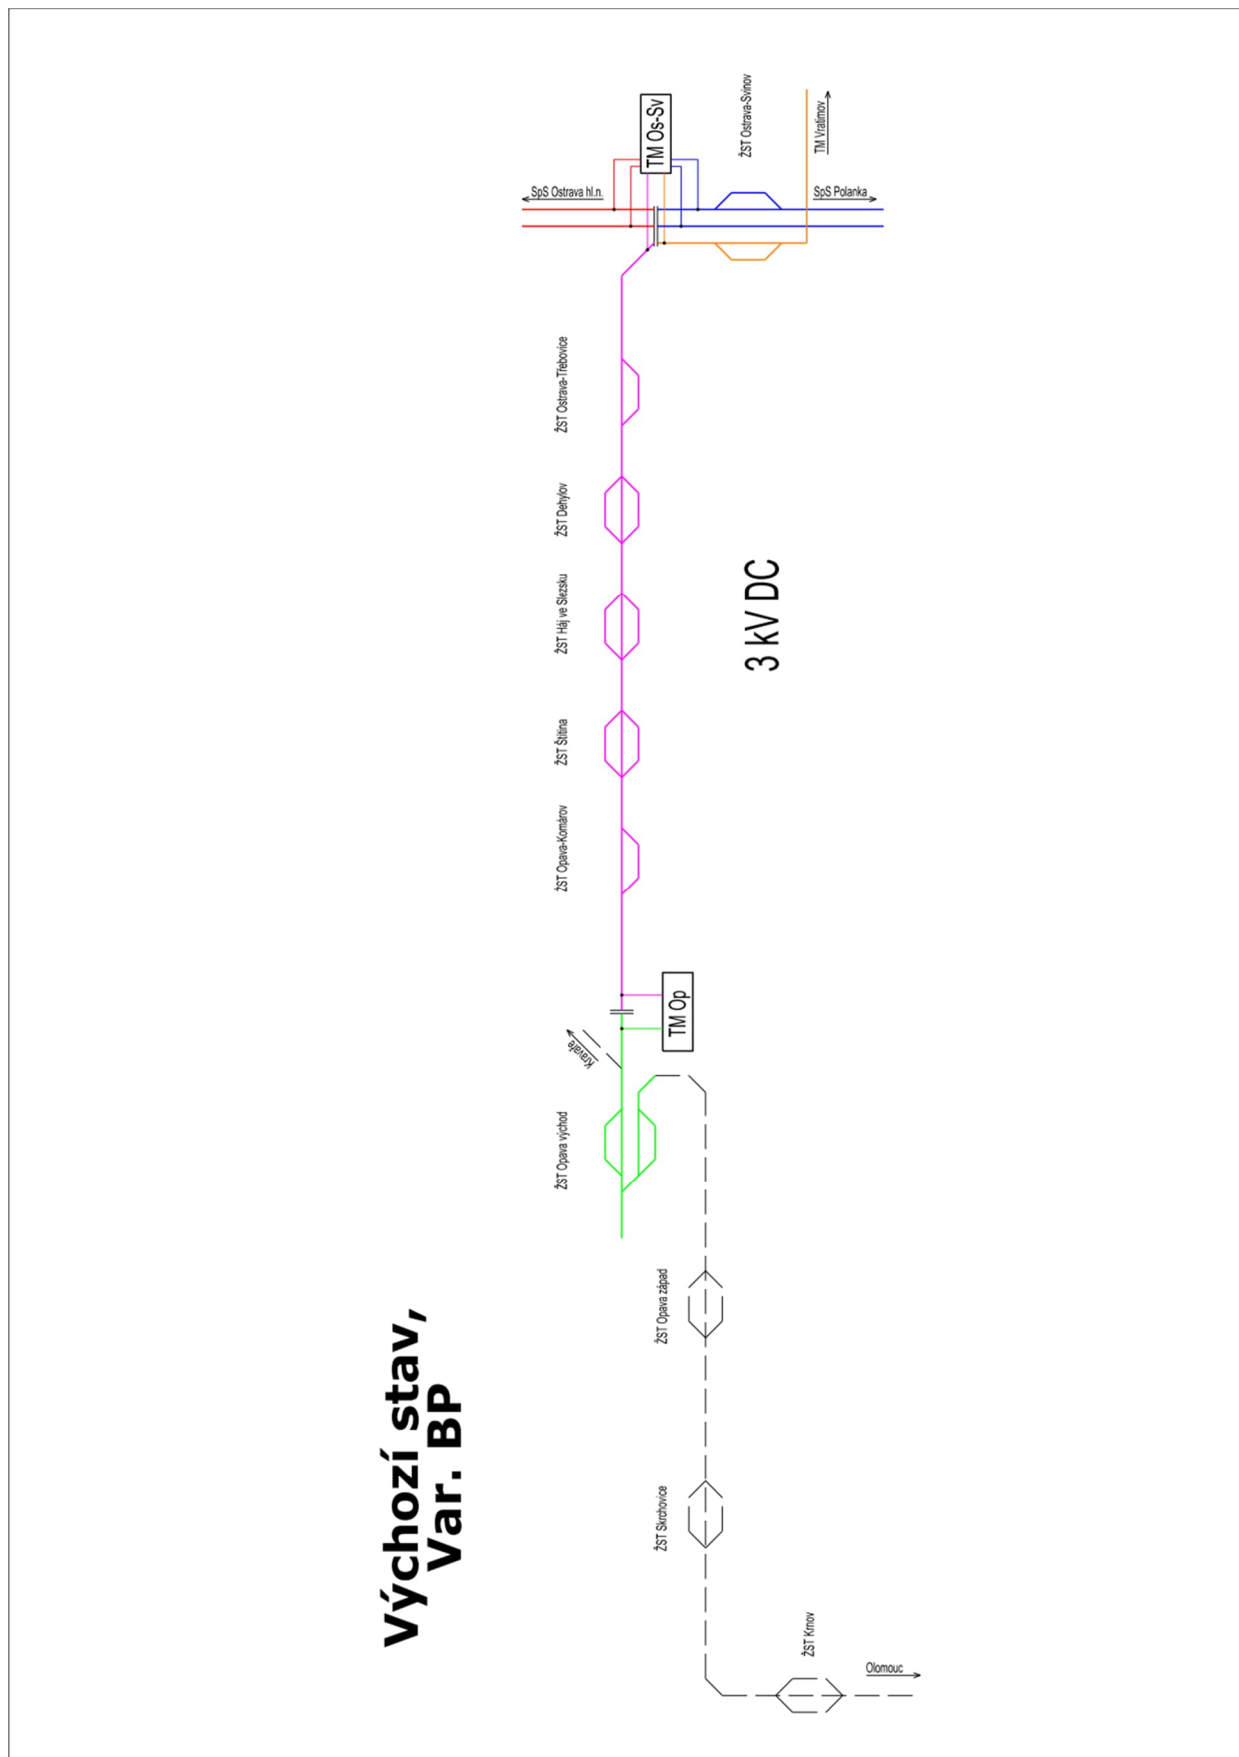 Výchozí stav,
Var. BP
SpS Ostrava hl.n.
ŽST Opava východ
Kravaře
ŽST Opava-Komárov
ŽST Štítina
ŽST Háj ve Slezsku
ŽST Dehylov
ŽST Ostrava-Třebovice
TM Os-Sv
TM Op
ŽST Skrchovice
ŽST Opava západ
ŽST Ostrava-Svinov
3 kV DC
ŽST Krnov
SpS Polanka
TM Vratimov
Olomouc